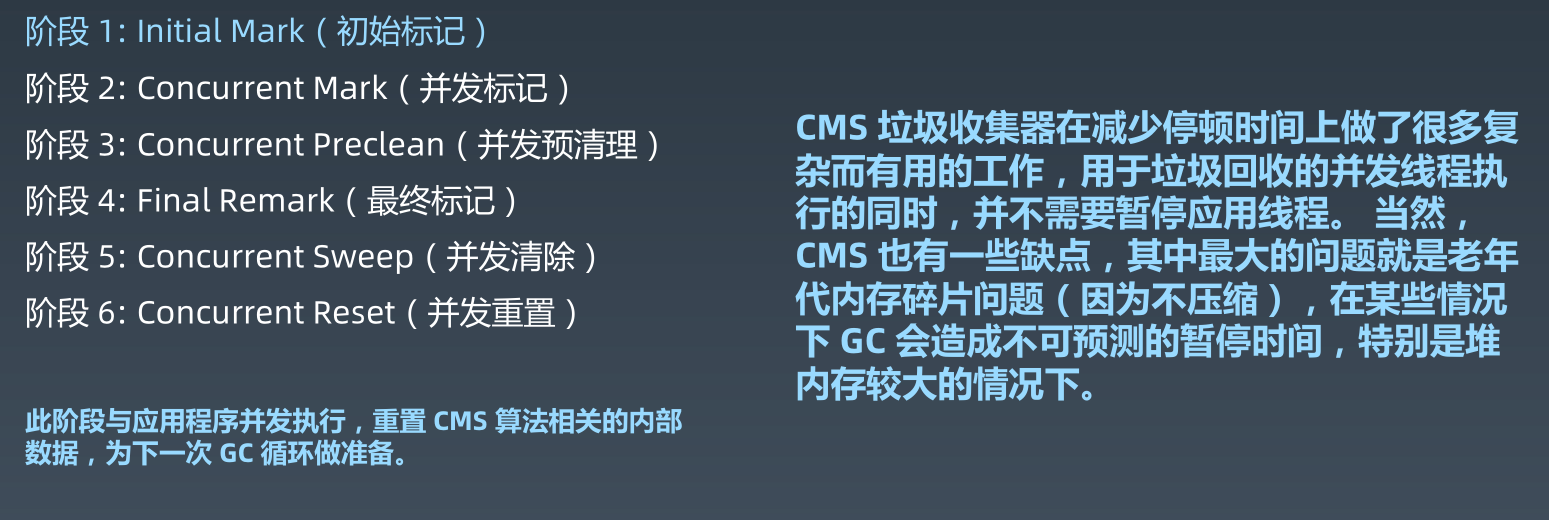 阶段 1: Initial Mark（初始标记）
阶段 2: Concurrent Mark（并发标记）
阶段 3: Concurrent Preclean（并发预清理）
阶段 4: Final Remark（最终标记）
阶段 5: Concurrent Sweep（并发清除）
阶段 6: Concurrent Reset（并发重置）
此阶段与应用程序并发执行，重置 CMS 算法相关的内部
数据，为下一次 GC 循环做准备。
CMS 垃圾收集器在减少停顿时间上做了很多复
杂而有用的工作，用于垃圾回收的并发线程执
行的同时，并不需要暂停应用线程。 当然，
CMS 也有一些缺点，其中最大的问题就是老年
代内存碎片问题（因为不压缩），在某些情况
下 GC 会造成不可预测的暂停时间，特别是堆
内存较大的情况下。